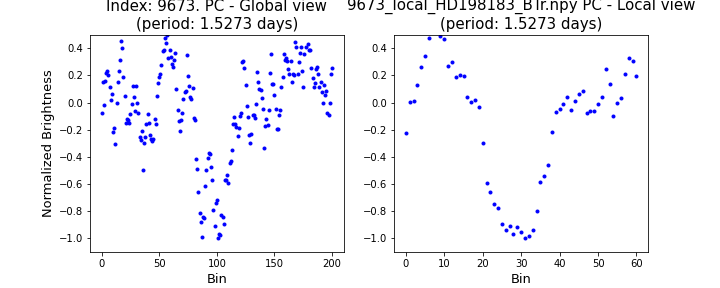 Index: 9673. PC - Global view
(period: 1.5273 days)
9673_local_HD198183_BTr.npy PC - Local view
(period: 1.5273 days)
Normalized Brightness
0.4
0.2
0.0
−0.2
−0.4
−0.6
−0.8
−1.0
0 50 100 150 200
Bin
0.4
0.2
0.0
−0.2
−0.4
−0.6
−0.8
−1.0
0 10 20 30 40 50 60
Bin